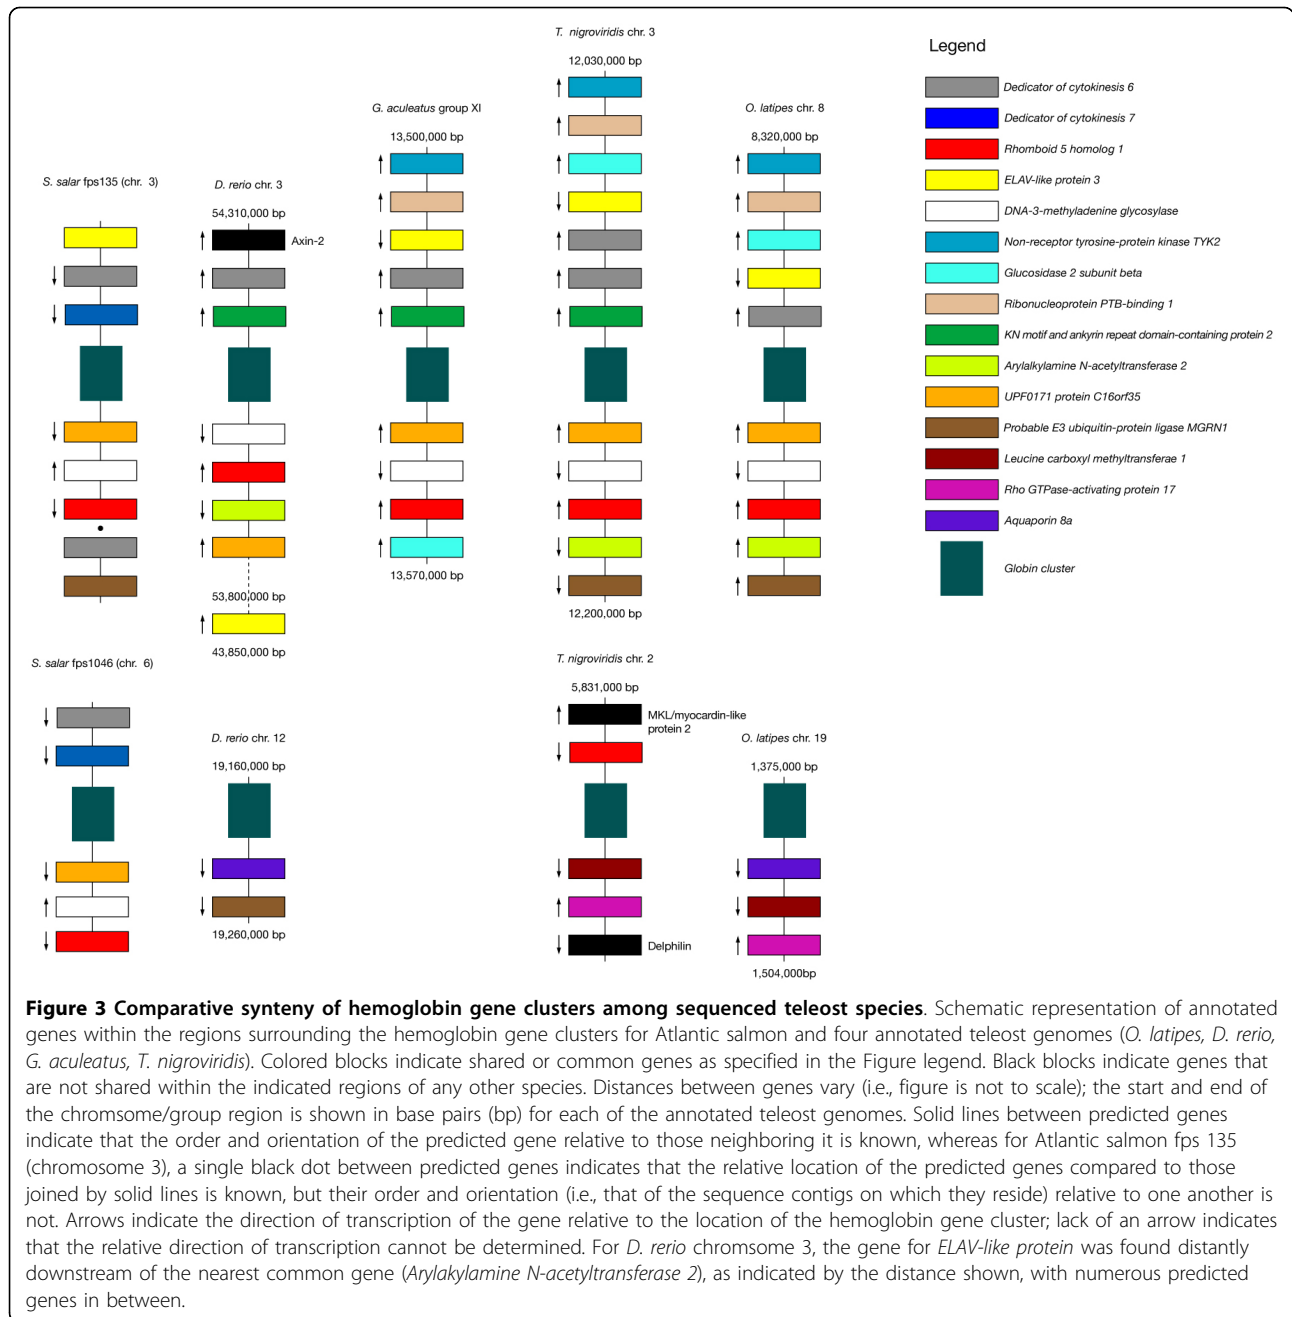 T. nigroviridis chr. 3
12,030,000 bp
G. aculeatus group XI
13,500,000 bp
O. latipes chr. 8
8,320,000 bp
S. salar fps135 (chr. 3)
D. rerio chr. 3
54,310,000 bp
Axin-2
13,570,000 bp
53,800,000 bp
12,200,000 bp
43,850,000 bp
Legend
Dedicator of cytokinesis 6
Dedicator of cytokinesis 7
Rhomboid 5 homolog 1
ELAV-like protein 3
DNA-3-methyladenine glycosylase
Non-receptor tyrosine-protein kinase TYK2
Glucosidase 2 subunit beta
Ribonucleoprotein PTB-binding 1
KN motif and ankyrin repeat domain-containing protein 2
Arylalkylamine N-acetyltransferase 2
UPF0171 protein C16orf35
Probable E3 ubiquitin-protein ligase MGRN1
Leucine carboxyl methyltransferae 1
Rho GTPase-activating protein 17
Aquaporin 8a
Globin cluster
S. salar fps1046 (chr. 6)
D. rerio chr. 12
19,160,000 bp
19,260,000 bp
T. nigroviridis chr. 2
5,831,000 bp
MKL/myocardin-like
protein 2
Delphilin
O. latipes chr. 19
1,375,000 bp
1,504,000bp
Figure 3 Comparative synteny of hemoglobin gene clusters among sequenced teleost species. Schematic representation of annotated
genes within the regions surrounding the hemoglobin gene clusters for Atlantic salmon and four annotated teleost genomes (O. latipes, D. rerio,
G. aculeatus, T. nigroviridis). Colored blocks indicate shared or common genes as specified in the Figure legend. Black blocks indicate genes that
are not shared within the indicated regions of any other species. Distances between genes vary (i.e., figure is not to scale); the start and end of
the chromsome/group region is shown in base pairs (bp) for each of the annotated teleost genomes. Solid lines between predicted genes
indicate that the order and orientation of the predicted gene relative to those neighboring it is known, whereas for Atlantic salmon fps 135
(chromosome 3), a single black dot between predicted genes indicates that the relative location of the predicted genes compared to those
joined by solid lines is known, but their order and orientation (i.e., that of the sequence contigs on which they reside) relative to one another is
not. Arrows indicate the direction of transcription of the gene relative to the location of the hemoglobin gene cluster; lack of an arrow indicates
that the relative direction of transcription cannot be determined. For D. rerio chromsome 3, the gene for ELAV-like protein was found distantly
downstream of the nearest common gene (Arylakylamine N-acetyltransferase 2), as indicated by the distance shown, with numerous predicted
genes in between.